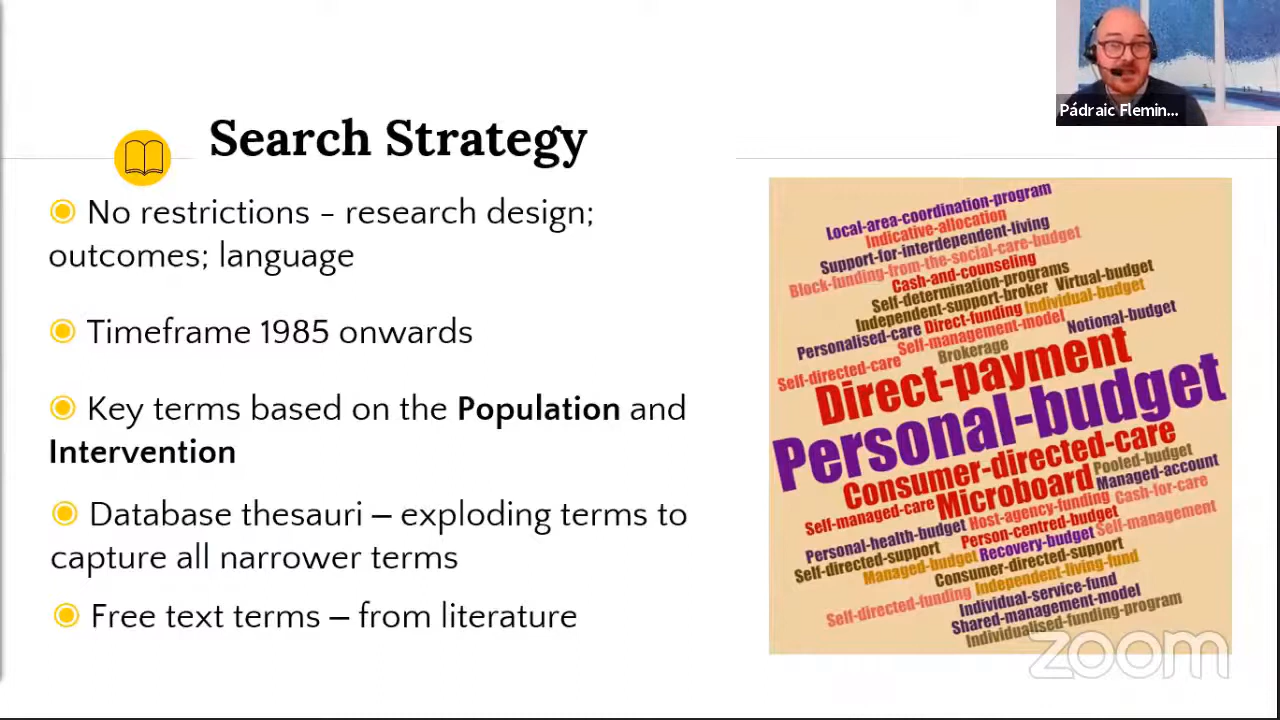 Pádraic Flemin...
Search Strategy
No restrictions - research design;
outcomes; language
Timeframe 1985 onwards
Key terms based on the Population and
Intervention
Database thesauri – exploding terms to
capture all narrower terms
Free text terms – from literature
Local-area-coordination-program
Indicative-allocation
Support-for-interdependent-living
Block-funding-from-the-social-care-budget
Cash-and-counseling
Self-determination-programs
Virtual-budget
Independent-support-broker
Individual-budget
Direct-funding
Personalised-care
Notional-budget
Self-management-model
Brokerage
Self-directed-care
Direct-payment
Personal-budget
Consumer-directed-care
Pooled-budget
Microboard
Managed-account
Self-managed-care
Cash-for-care
Host-agency-funding
Personal-health-budget
Person-centred-budget
Self-management
Self-directed-support
Recovery-budget
Managed-budget
Consumer-directed-support
Independent-living-fund
Self-directed-funding
Individual-service-fund
Shared-management-model
Individualised-funding-program
zoom